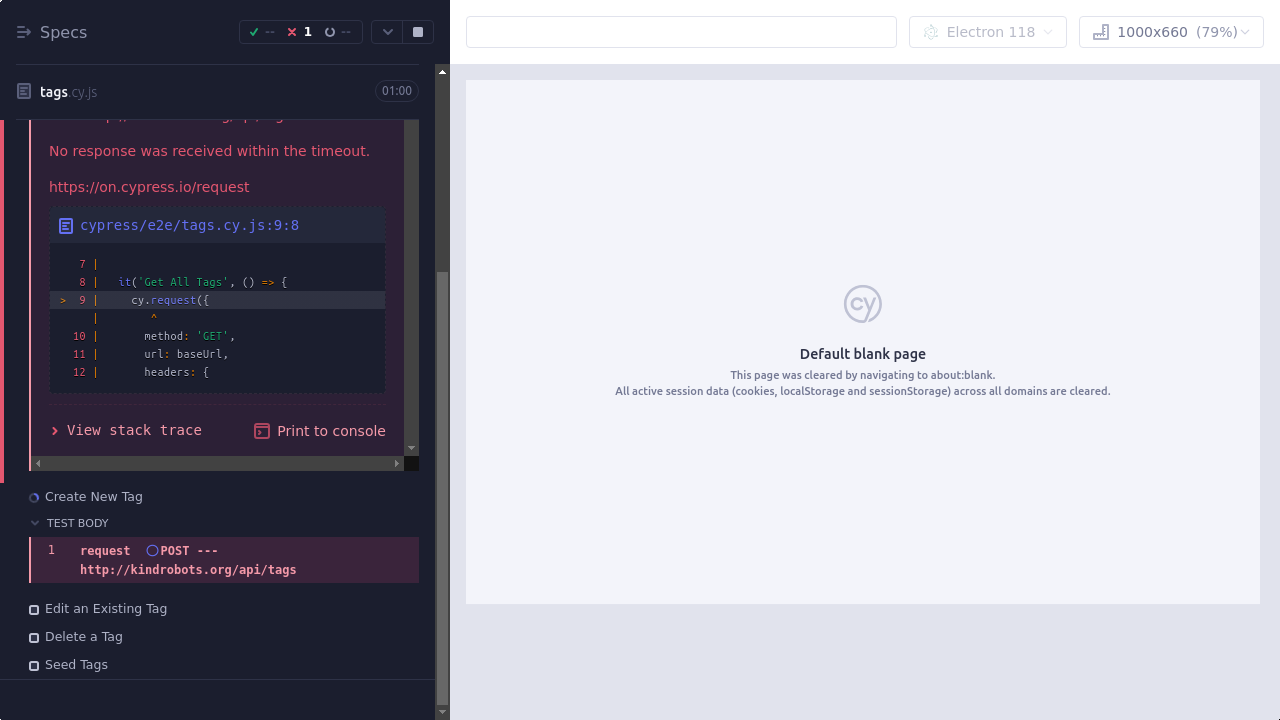 Specs
--
1
--
Electron 118
1000x660 (79%)
tags.cy.js
01:00
No response was received within the timeout.
https://on.cypress.io/request
cypress/e2e/tags.cy.js:9:8
7 |
8 | it('Get All Tags', () => {
> 9 | cy.request({
| ^
10 | method: 'GET',
11 | url: baseUrl,
12 | headers: {
View stack trace
Print to console
Create New Tag
TEST BODY
1 request POST ---
http://kindrobots.org/api/tags
Edit an Existing Tag
Delete a Tag
Seed Tags
cy
Default blank page
This page was cleared by navigating to about:blank.
All active session data (cookies, localStorage and sessionStorage) across all domains are cleared.